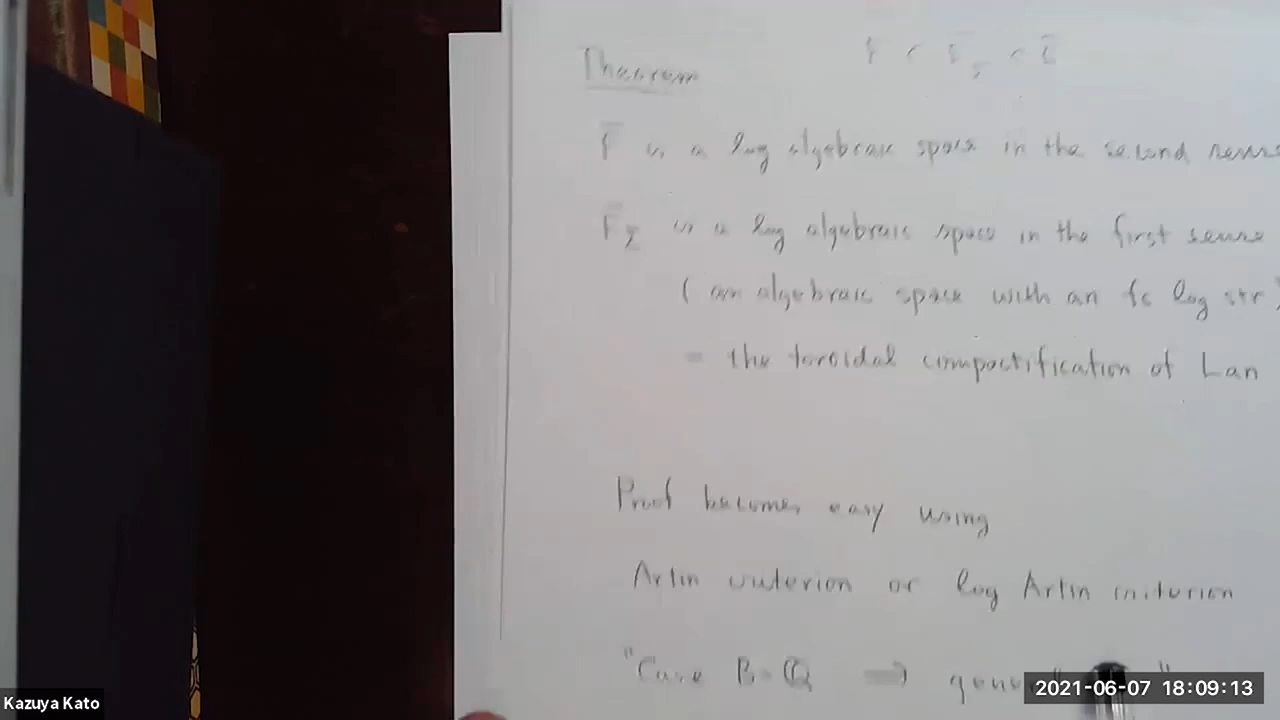 Theorem
F̄ is a log algebraic space in the second sense
F̄_Σ is a log algebraic space in the first sense
( an algebraic space with an fs log str )
= the toroidal compactification of Lan
Proof becomes easy using
Artin criterion or log Artin criterion
"Case B=Q ⇒
2021-06-07 18:09:13
Kazuya Kato